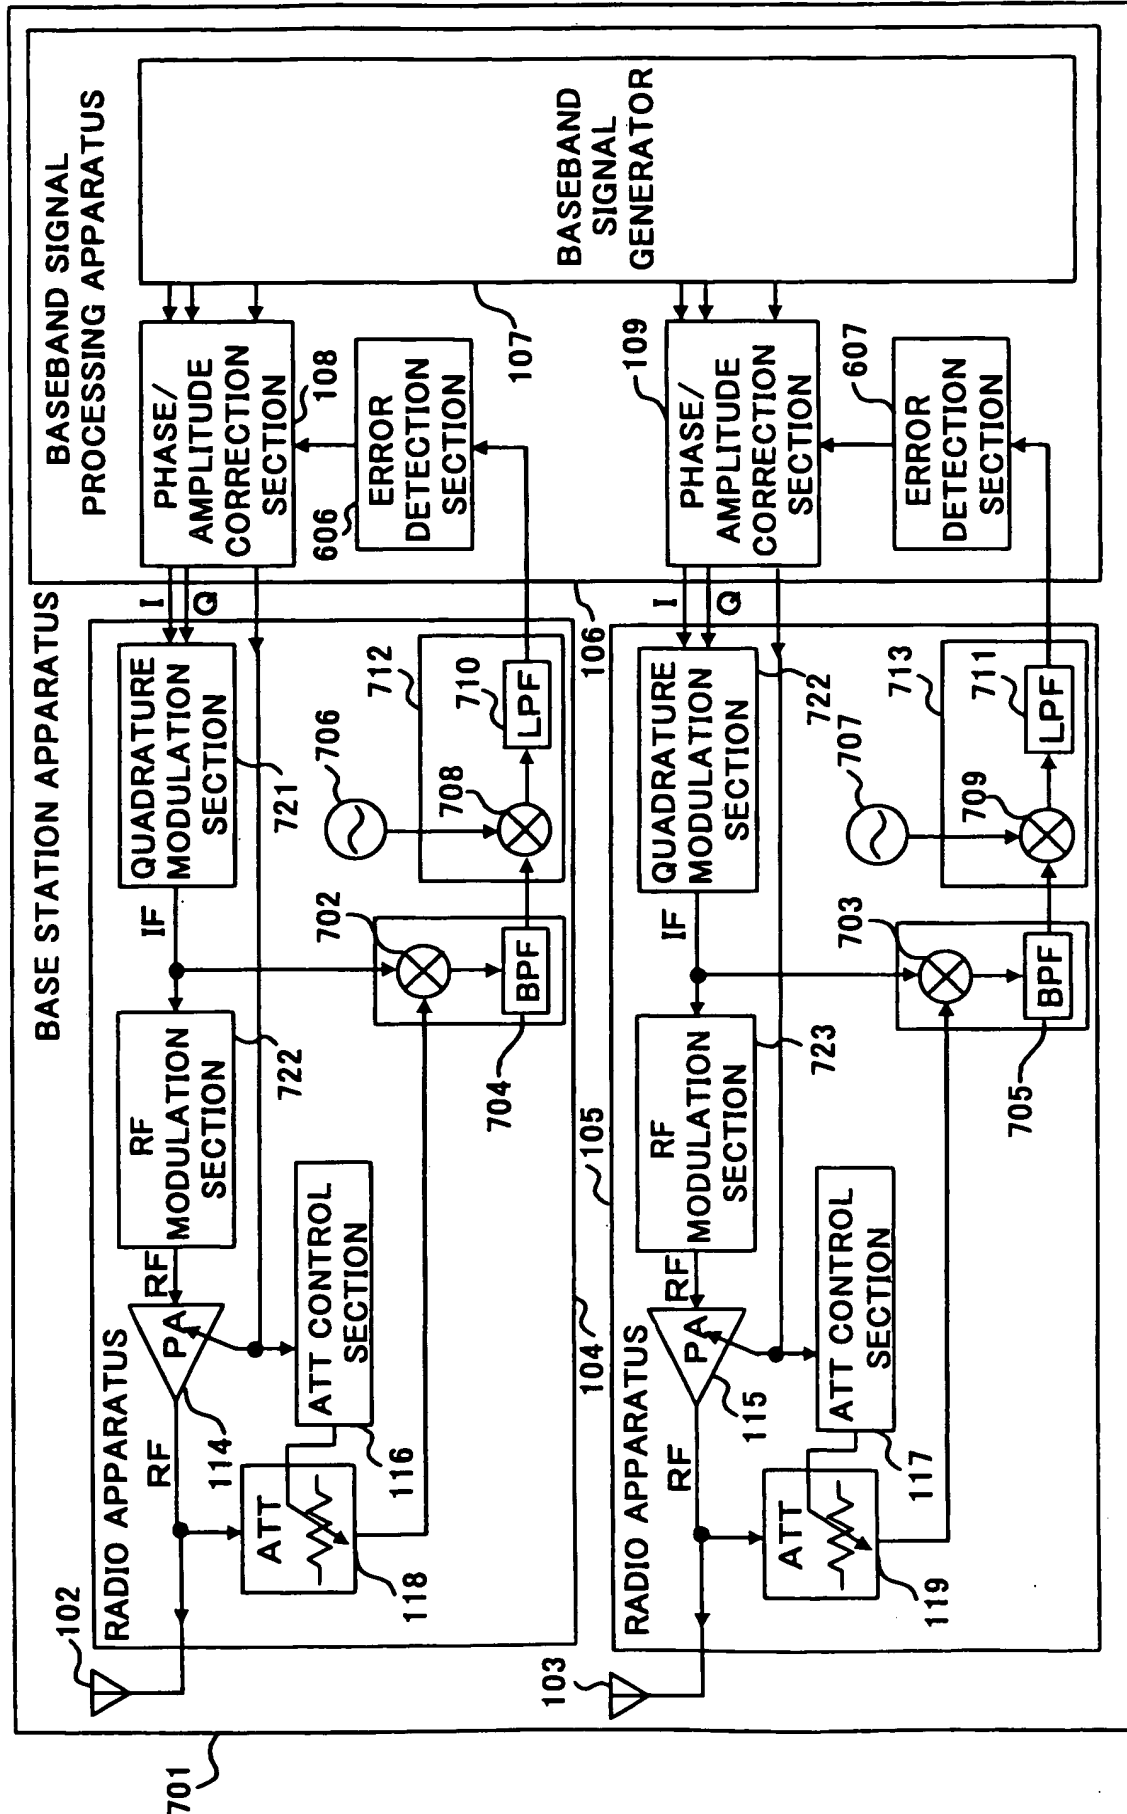 701
BASE STATION APPARATUS
BASEBAND SIGNAL
PROCESSING APPARATUS
102
RADIO APPARATUS
RF
114
PA
RF
RF
MODULATION
SECTION
722
IF
QUADRATURE
MODULATION
SECTION
721
I
Q
PHASE/
AMPLITUDE
CORRECTION
SECTION
108
ATT
118
ATT CONTROL
SECTION
116
702
BPF
704
706
708
712
710
LPF
606
ERROR
DETECTION
SECTION
104
106
107
BASEBAND
SIGNAL
GENERATOR
103
105
RADIO APPARATUS
RF
115
PA
RF
RF
MODULATION
SECTION
723
IF
QUADRATURE
MODULATION
SECTION
722
I
Q
109
PHASE/
AMPLITUDE
CORRECTION
SECTION
ATT
119
ATT CONTROL
SECTION
117
703
BPF
705
707
709
713
711
LPF
607
ERROR
DETECTION
SECTION